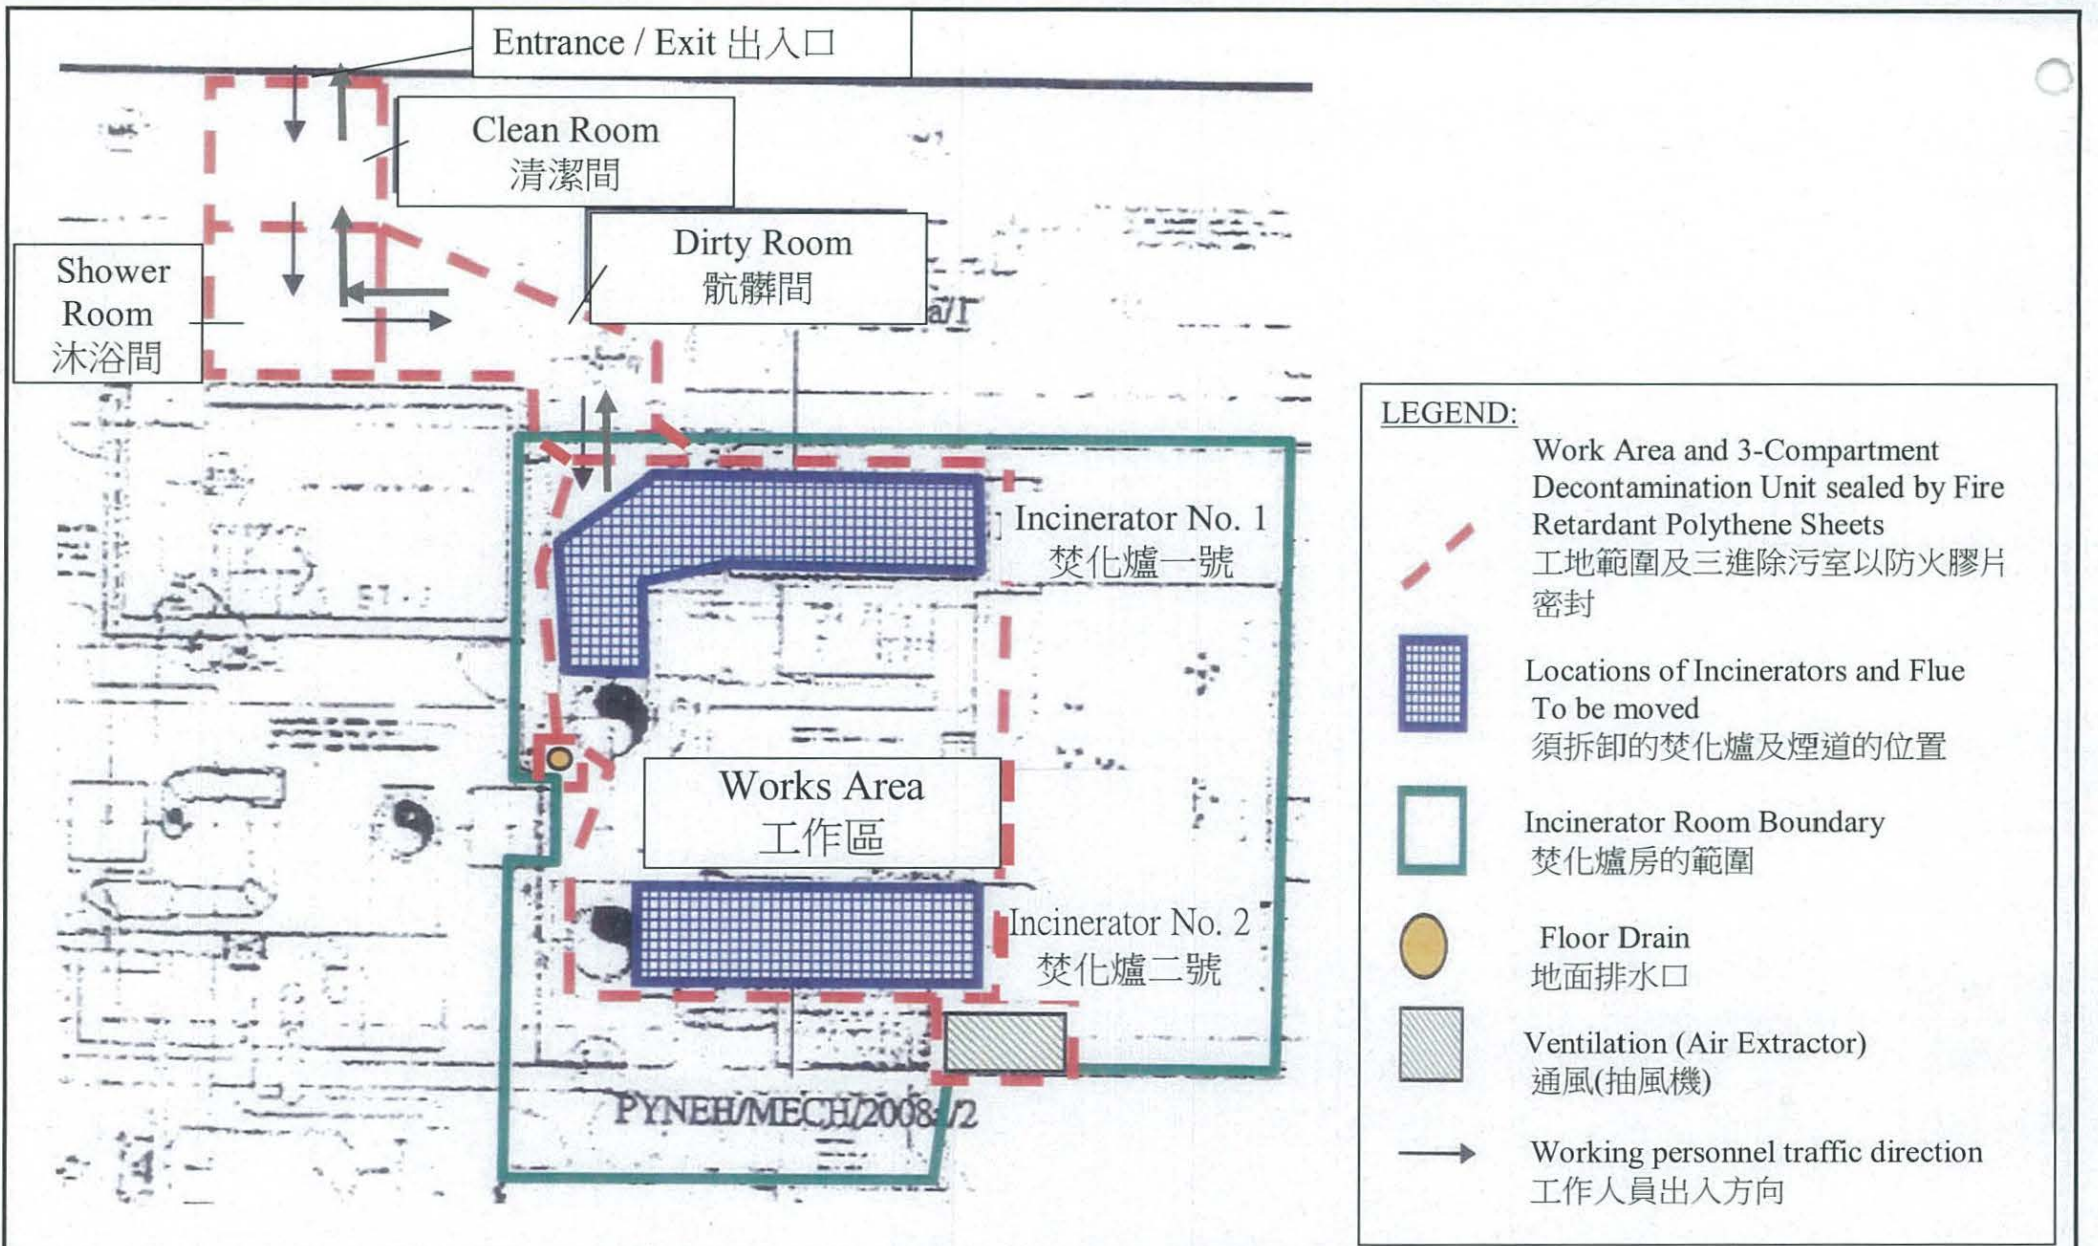 Entrance / Exit 出入口
Clean Room
清潔間
Dirty Room
骯髒間
a/1
Shower
Room
沐浴間
Incinerator No. 1
焚化爐一號
Works Area
工作區
Incinerator No. 2
焚化爐二號
PYNEH/MECH/2008
/2
LEGEND:
Work Area and 3-Compartment
Decontamination Unit sealed by Fire
Retardant Polythene Sheets
工地範圍及三進除污室以防火膠片
密封
Locations of Incinerators and Flue
To be moved
須拆卸的焚化爐及煙道的位置
Incinerator Room Boundary
焚化爐房的範圍
Floor Drain
地面排水口
Ventilation (Air Extractor)
通風(抽風機)
Working personnel traffic direction
工作人員出入方向